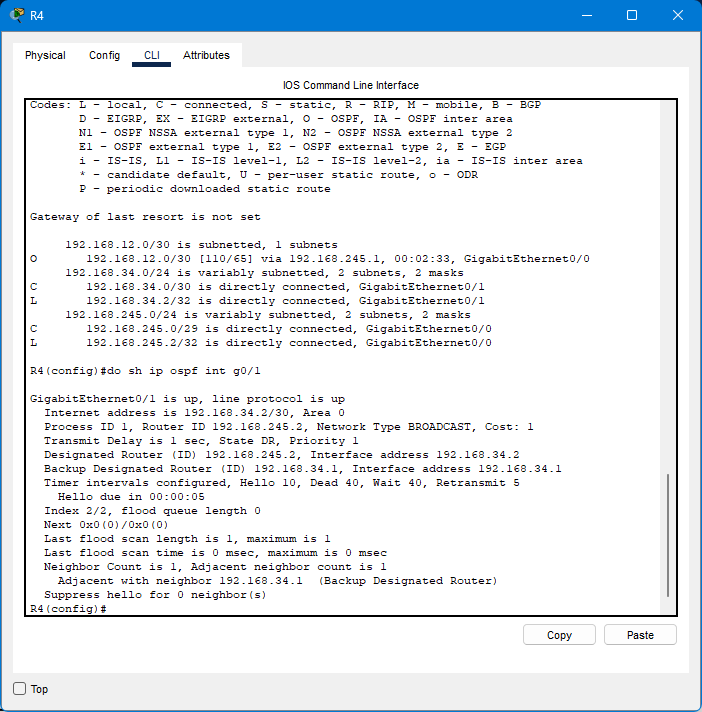 R4
Physical Config CLI Attributes
IOS Command Line Interface
Codes: L - local, C - connected, S - static, R - RIP, M - mobile, B - BGP
D - EIGRP, EX - EIGRP external, O - OSPF, IA - OSPF inter area
N1 - OSPF NSSA external type 1, N2 - OSPF NSSA external type 2
E1 - OSPF external type 1, E2 - OSPF external type 2, E - EGP
i - IS-IS, L1 - IS-IS level-1, L2 - IS-IS level-2, ia - IS-IS inter area
* - candidate default, U - per-user static route, o - ODR
P - periodic downloaded static route
Gateway of last resort is not set
192.168.12.0/30 is subnetted, 1 subnets
O 192.168.12.0/30 [110/65] via 192.168.245.1, 00:02:33, GigabitEthernet0/0
192.168.34.0/24 is variably subnetted, 2 subnets, 2 masks
C 192.168.34.0/30 is directly connected, GigabitEthernet0/1
L 192.168.34.2/32 is directly connected, GigabitEthernet0/1
192.168.245.0/24 is variably subnetted, 2 subnets, 2 masks
C 192.168.245.0/29 is directly connected, GigabitEthernet0/0
L 192.168.245.2/32 is directly connected, GigabitEthernet0/0
R4(config)#do sh ip ospf int g0/1
GigabitEthernet0/1 is up, line protocol is up
Internet address is 192.168.34.2/30, Area 0
Process ID 1, Router ID 192.168.245.2, Network Type BROADCAST, Cost: 1
Transmit Delay is 1 sec, State DR, Priority 1
Designated Router (ID) 192.168.245.2, Interface address 192.168.34.2
Backup Designated Router (ID) 192.168.34.1, Interface address 192.168.34.1
Timer intervals configured, Hello 10, Dead 40, Wait 40, Retransmit 5
Hello due in 00:00:05
Index 2/2, flood queue length 0
Next 0x0(0)/0x0(0)
Last flood scan length is 1, maximum is 1
Last flood scan time is 0 msec, maximum is 0 msec
Neighbor Count is 1, Adjacent neighbor count is 1
Adjacent with neighbor 192.168.34.1 (Backup Designated Router)
Suppress hello for 0 neighbor(s)
R4(config)#
Copy Paste
Top